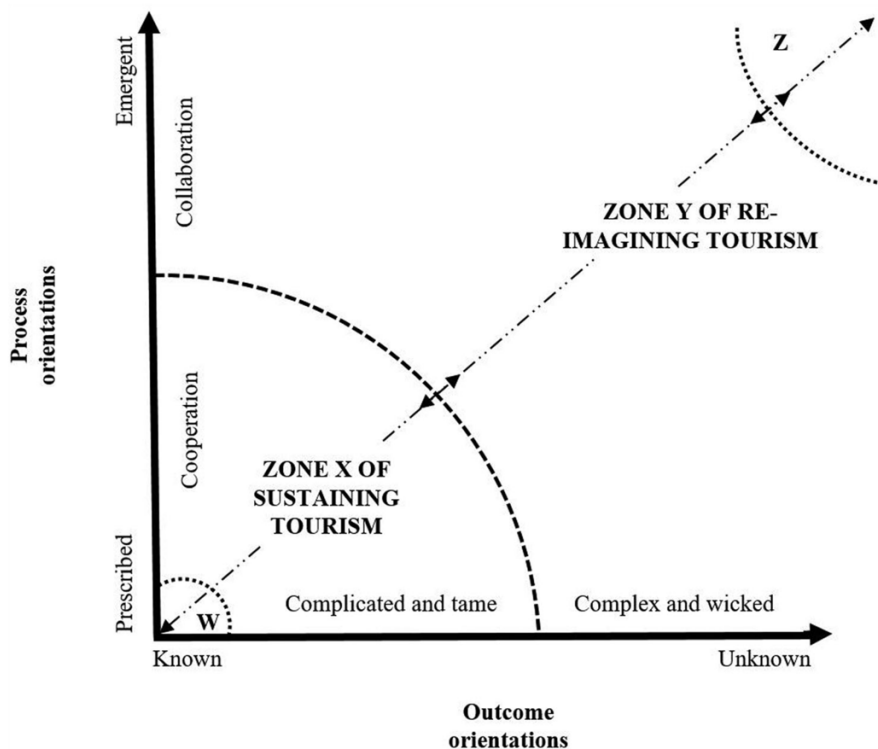 Emergent
Z
Collaboration
ZONE Y OF RE-
IMAGINING TOURISM
Process
orientations
Cooperation
ZONE X OF
SUSTAINING
TOURISM
Prescribed
W
Complicated and tame
Complex and wicked
Known
Unknown
Outcome
orientations